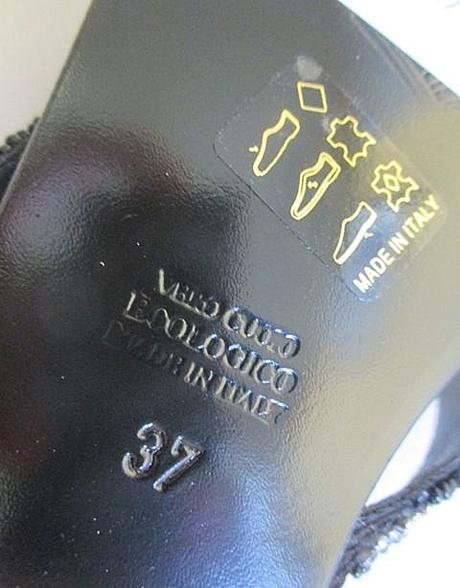 MADE IN ITALY
VERO CUOIO
ECOLOGICO
MADE IN ITALY
37